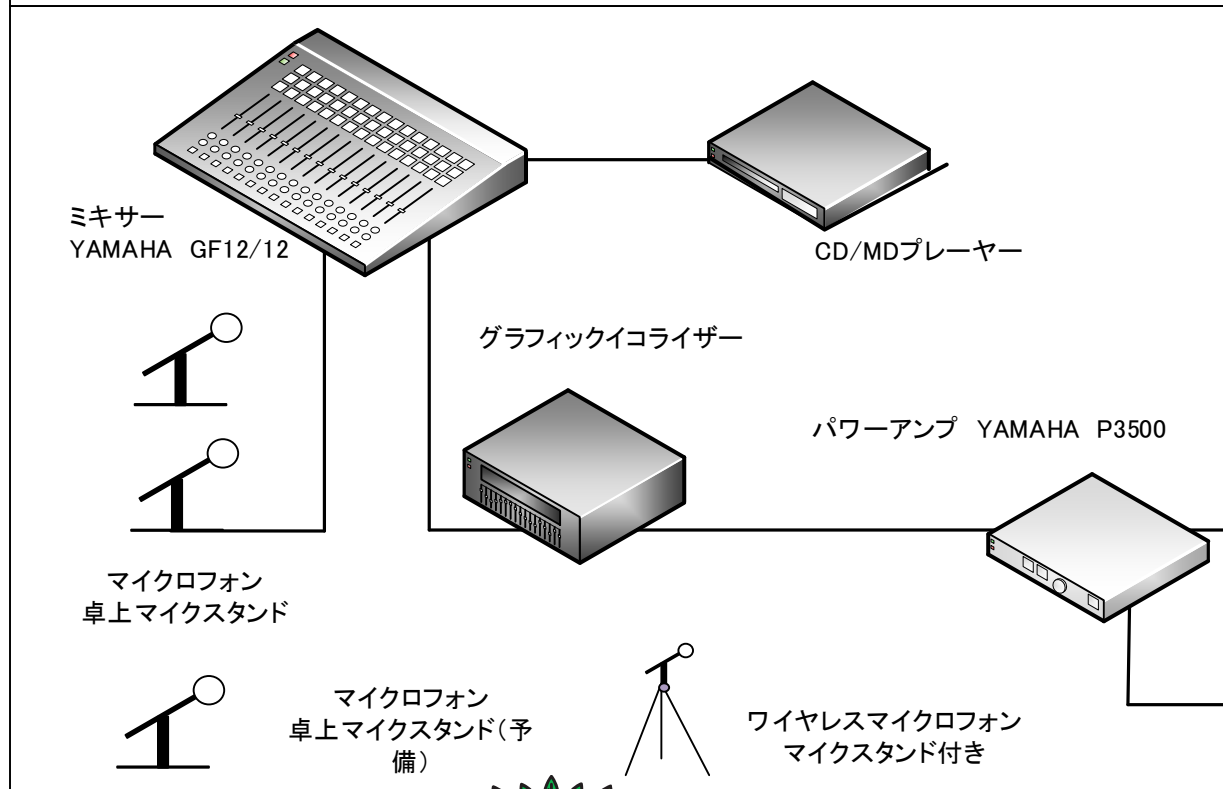 ミキサー
YAMAHA GF12/12
CD/MDプレーヤー
グラフィックイコライザー
パワーアンプ YAMAHA P3500
マイクロフォン
卓上マイクスタンド
マイクロフォン
卓上マイクスタンド(予
備)
ワイヤレスマイクロフォン
マイクスタンド付き